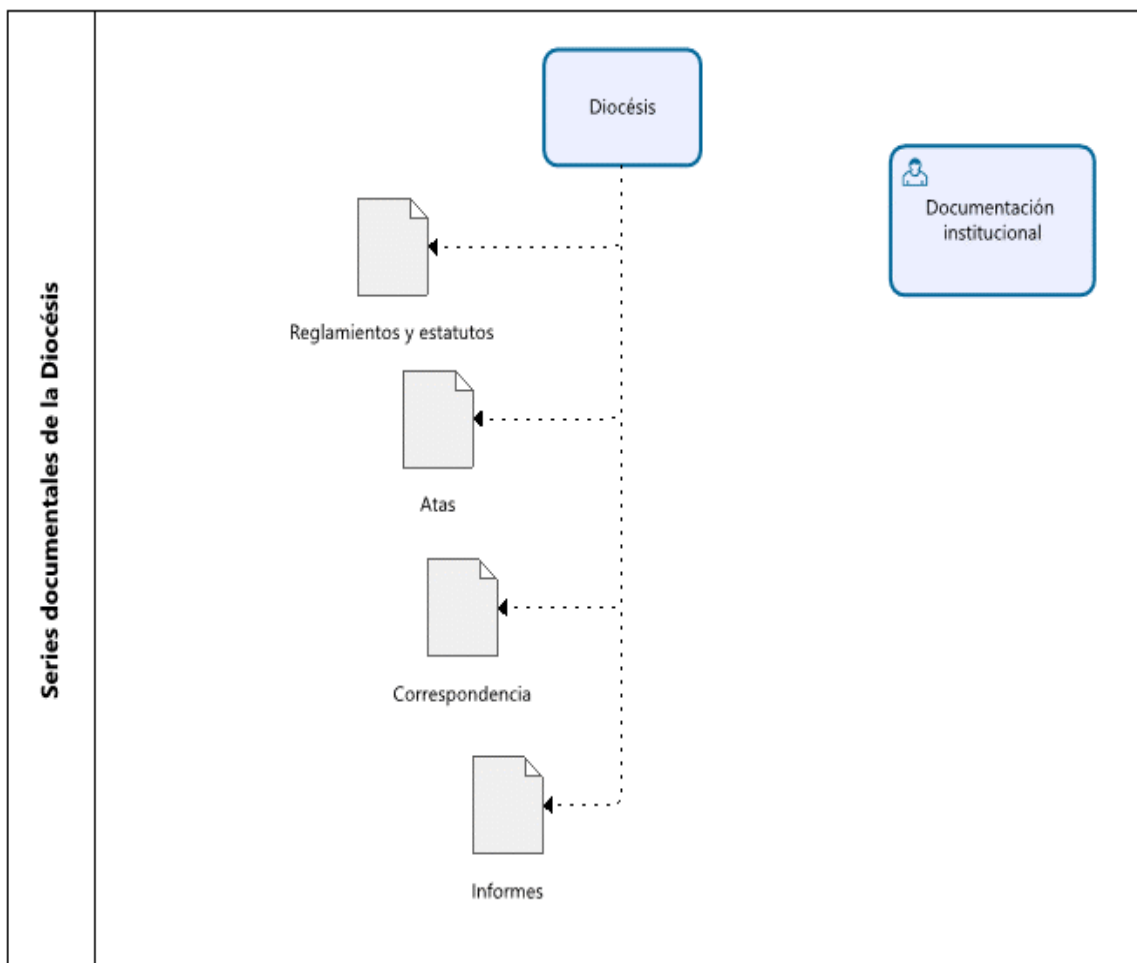 Series documentales de la Diocésis
Diocésis
Documentación
institucional
Reglamientos y estatutos
Atas
Correspondencia
Informes